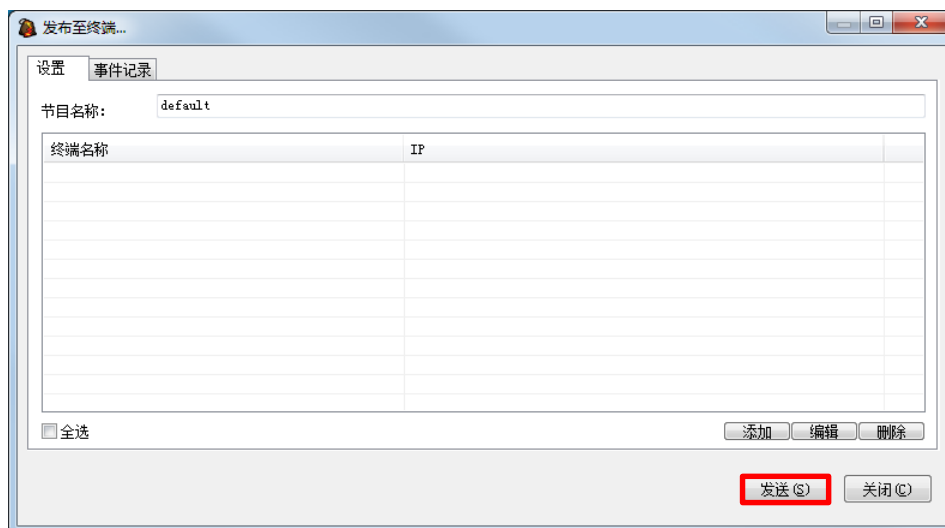 发布至终端...
设置 事件记录
节目名称: default
终端名称 IP
全选 添加 编辑 删除
发送(S) 关闭(C)